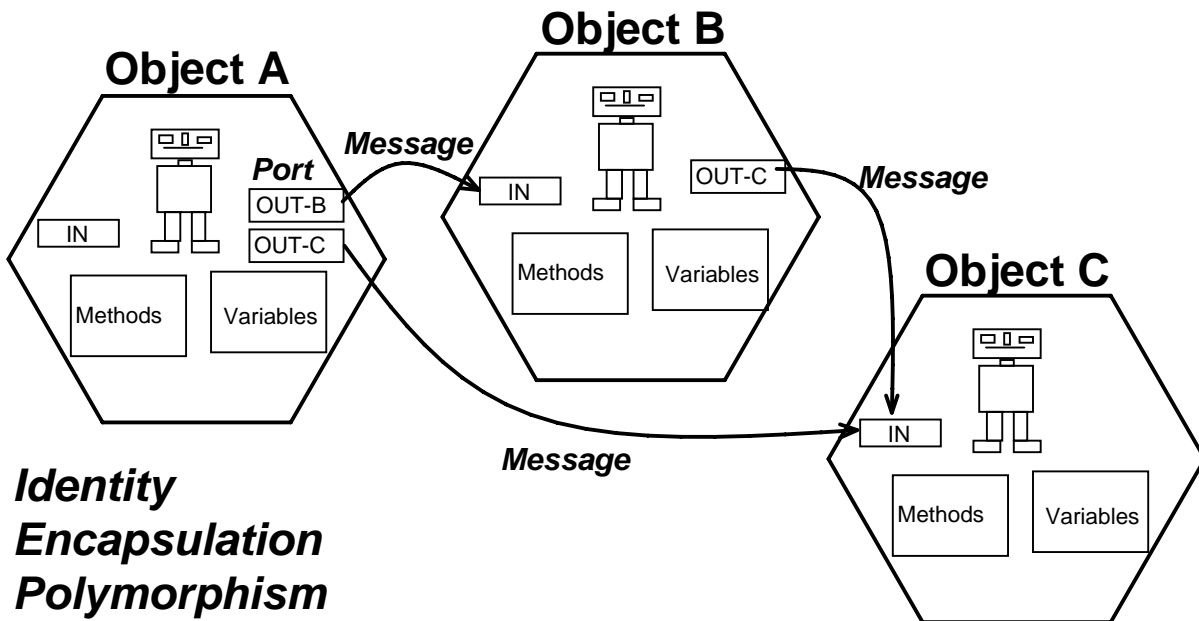 Object A
Port
OUT-B
OUT-C
IN
Methods
Variables
Message
Object B
IN
OUT-C
Methods
Variables
Message
Message
Object C
IN
Methods
Variables
Identity
Encapsulation
Polymorphism